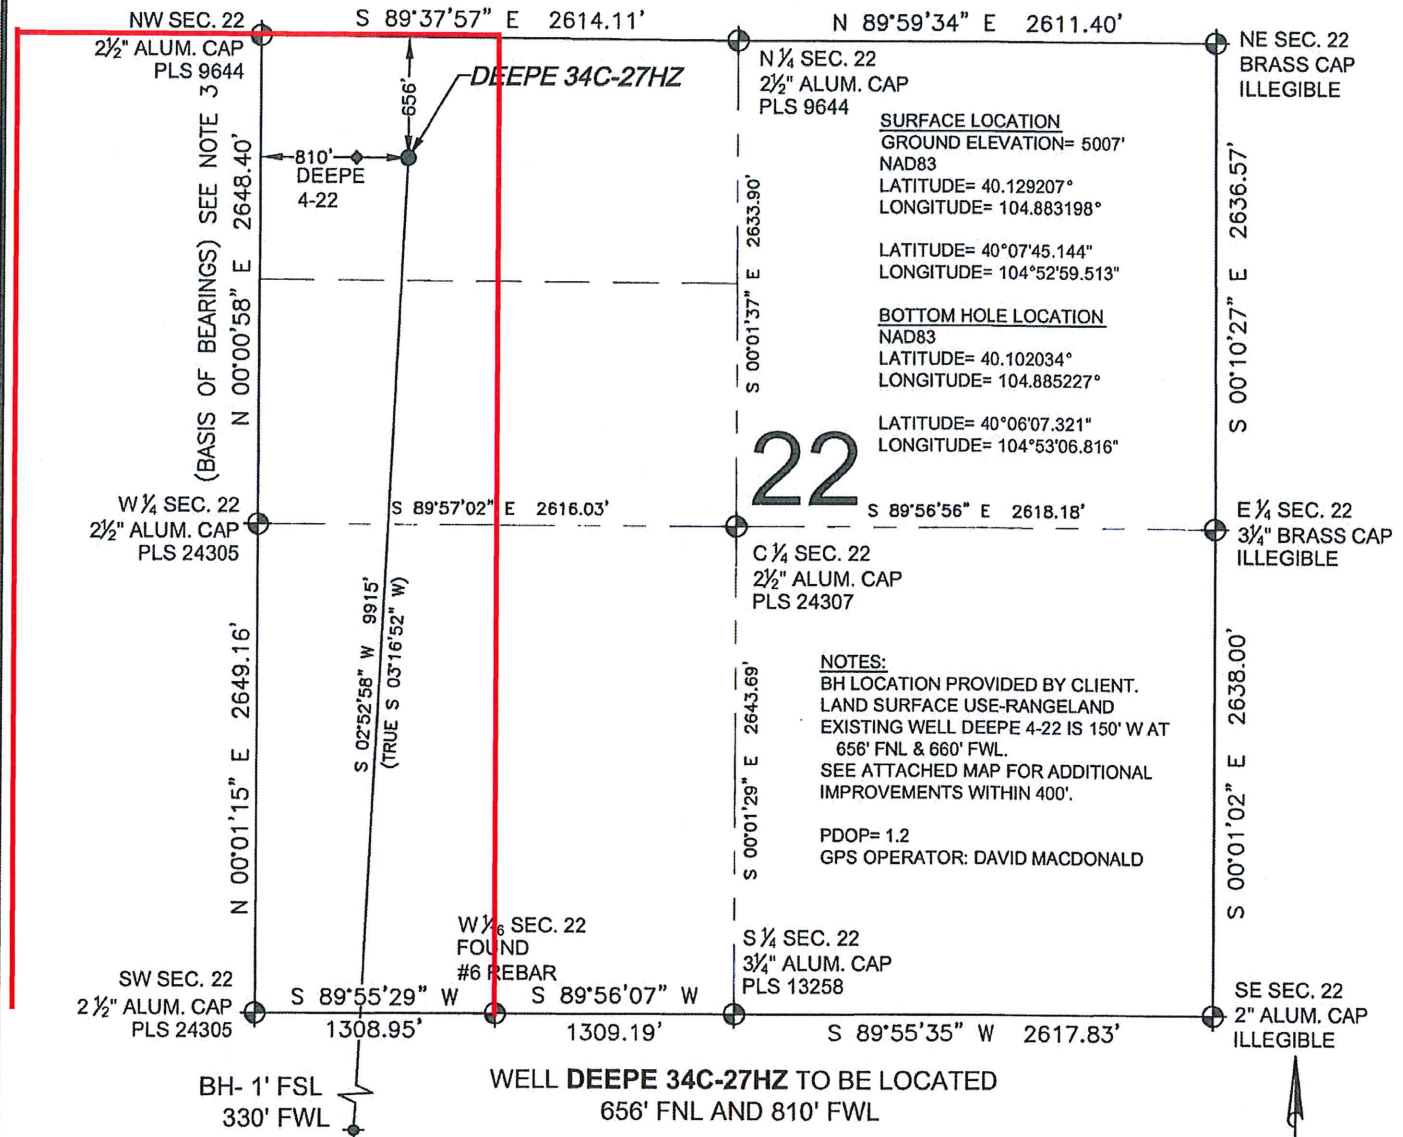 NW SEC. 22
2½" ALUM. CAP
PLS 9644
S 89°37'57" E 2614.11'
N 89°59'34" E 2611.40'
NE SEC. 22
BRASS CAP
ILLEGIBLE
N ¼ SEC. 22
2½" ALUM. CAP
PLS 9644
656'
DEEPE 34C-27HZ
810'
DEEPE
4-22
(BASIS OF BEARINGS) SEE NOTE 3
N 00°00'58" E 2648.40'
SURFACE LOCATION
GROUND ELEVATION= 5007'
NAD83
LATITUDE= 40.129207°
LONGITUDE= 104.883198°
LATITUDE= 40°07'45.144"
LONGITUDE= 104°52'59.513"
BOTTOM HOLE LOCATION
NAD83
LATITUDE= 40.102034°
LONGITUDE= 104.885227°
LATITUDE= 40°06'07.321"
LONGITUDE= 104°53'06.816"
S 00°01'37" E 2633.90'
S 00°10'27" E 2636.57'
22
W ¼ SEC. 22
2½" ALUM. CAP
PLS 24305
S 89°57'02" E 2616.03'
S 89°56'56" E 2618.18'
E ¼ SEC. 22
3¼" BRASS CAP
ILLEGIBLE
C ¼ SEC. 22
2½" ALUM. CAP
PLS 24307
S 02°52'58" W 9915'
(TRUE S 03°16'52" W)
N 00°01'15" E 2649.16'
S 00°01'29" E 2643.69'
S 00°01'02" E 2638.00'
NOTES:
BH LOCATION PROVIDED BY CLIENT.
LAND SURFACE USE-RANGELAND
EXISTING WELL DEEPE 4-22 IS 150' W AT
656' FNL & 660' FWL.
SEE ATTACHED MAP FOR ADDITIONAL
IMPROVEMENTS WITHIN 400'.
PDOP= 1.2
GPS OPERATOR: DAVID MACDONALD
W 1/16 SEC. 22
FOUND
#6 REBAR
S ¼ SEC. 22
3¼" ALUM. CAP
PLS 13258
SW SEC. 22
2 ½" ALUM. CAP
PLS 24305
S 89°55'29" W
1308.95'
S 89°56'07" W
1309.19'
S 89°55'35" W 2617.83'
SE SEC. 22
2" ALUM. CAP
ILLEGIBLE
BH- 1' FSL
330' FWL
WELL DEEPE 34C-27HZ TO BE LOCATED
656' FNL AND 810' FWL